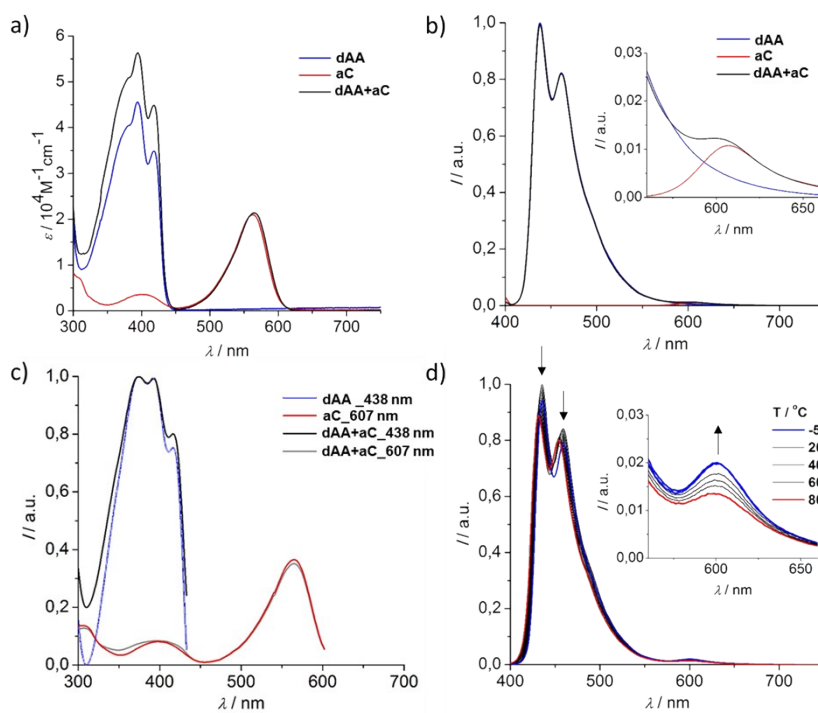 a)
6
5
4
3
2
1
0
ε / 10⁴M⁻¹cm⁻¹
300 400 500 600 700
λ / nm
dAA
aC
dAA+aC
b)
1,0
0,8
0,6
0,4
0,2
0,0
I / a.u.
400 500 600 700
λ / nm
dAA
aC
dAA+aC
0,03
0,02
0,01
0,00
I / a.u.
600 650
λ / nm
c)
1,0
0,8
0,6
0,4
0,2
0,0
I / a.u.
300 400 500 600 700
λ / nm
dAA _438 nm
aC_607 nm
dAA+aC_438 nm
dAA+aC_607 nm
d)
1,0
0,8
0,6
0,4
0,2
0,0
I / a.u.
400 500 600 700
λ / nm
0,03
0,02
0,01
0,00
I / a.u.
600 650
λ / nm
T / °C
-5
20
40
60
80